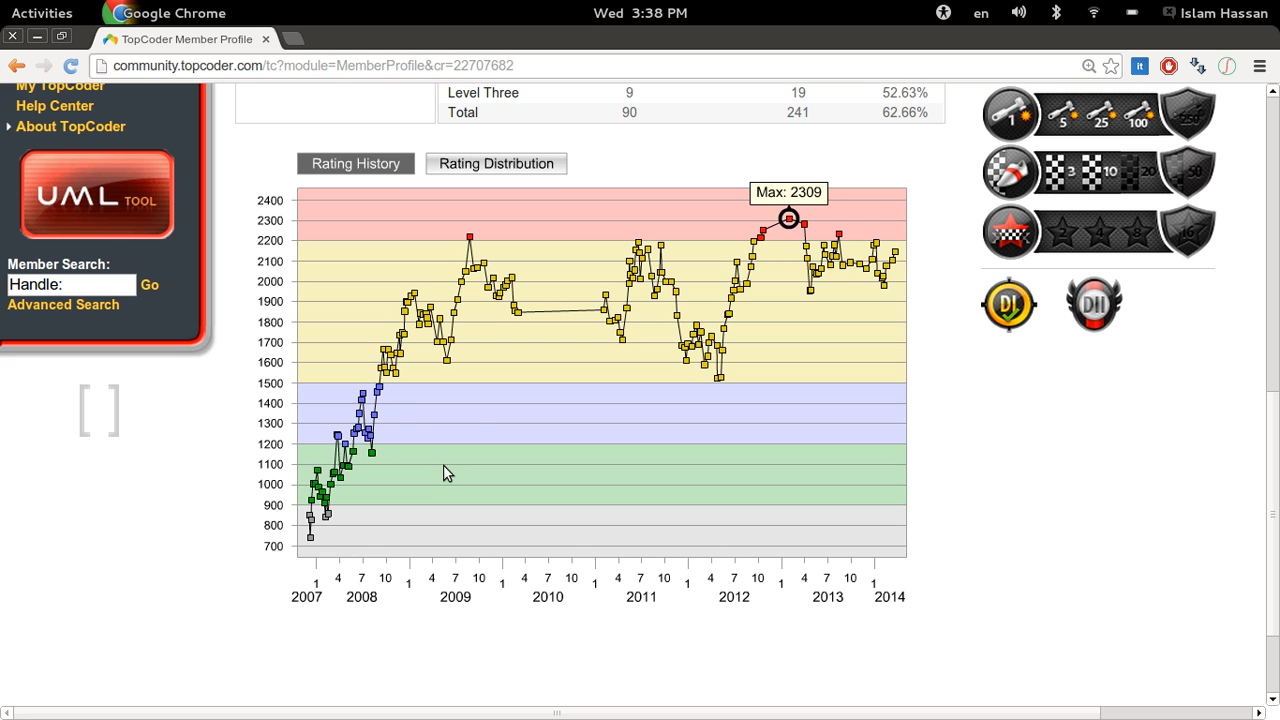 Activities Google Chrome Wed 3:38 PM en Islam Hassan
TopCoder Member Profile
community.topcoder.com/tc?module=MemberProfile&cr=22707682
My TopCoder
Help Center
About TopCoder
UML TOOL
Member Search:
Handle: Go
Advanced Search
[ ]
Level Three 9 19 52.63%
Total 90 241 62.66%
Rating History Rating Distribution
Max: 2309
2400
2300
2200
2100
2000
1900
1800
1700
1600
1500
1400
1300
1200
1100
1000
900
800
700
1 4 7 10 1 4 7 10 1 4 7 10 1 4 7 10 1 4 7 10 1 4 7 10 1
2007 2008 2009 2010 2011 2012 2013 2014
1 5 25 100 250
3 10 20 50
2 4 8 16
DI DII
it